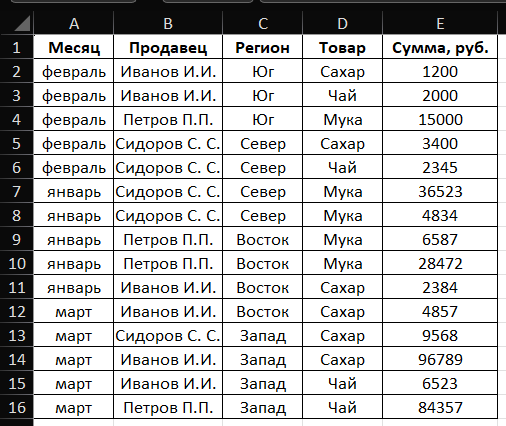 A B C D E
1 Месяц Продавец Регион Товар Сумма, руб.
2 февраль Иванов И.И. Юг Сахар 1200
3 февраль Иванов И.И. Юг Чай 2000
4 февраль Петров П.П. Юг Мука 15000
5 февраль Сидоров С. С. Север Сахар 3400
6 февраль Сидоров С. С. Север Чай 2345
7 январь Сидоров С. С. Север Мука 36523
8 январь Сидоров С. С. Север Мука 4834
9 январь Петров П.П. Восток Мука 6587
10 январь Петров П.П. Восток Мука 28472
11 январь Иванов И.И. Восток Сахар 2384
12 март Иванов И.И. Восток Сахар 4857
13 март Сидоров С. С. Запад Сахар 9568
14 март Иванов И.И. Запад Сахар 96789
15 март Иванов И.И. Запад Чай 6523
16 март Петров П.П. Запад Чай 84357